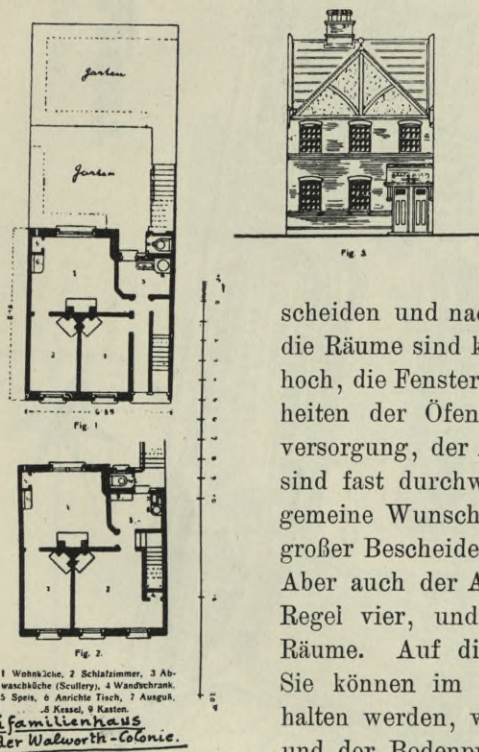 Garten
Garten
Fig. 3
Fig. 1
Fig. 2.
1 Wohnküche, 2 Schlafzimmer, 3 Ab-
waschküche (Scullery), 4 Wandschrank,
5 Speis, 6 Anrichte Tisch, 7 Ausguß,
8 Kessel, 9 Kasten.
ifamilienhaus
der Walworth-Colonie.
scheiden und nac
die Räume sind k
hoch, die Fenster
heiten der Öfen
versorgung, der
sind fast durchw
gemeine Wunsch
großer Bescheide
Aber auch der A
Regel vier, und
Räume. Auf di
Sie können im
halten werden, v
und der Bodenpr